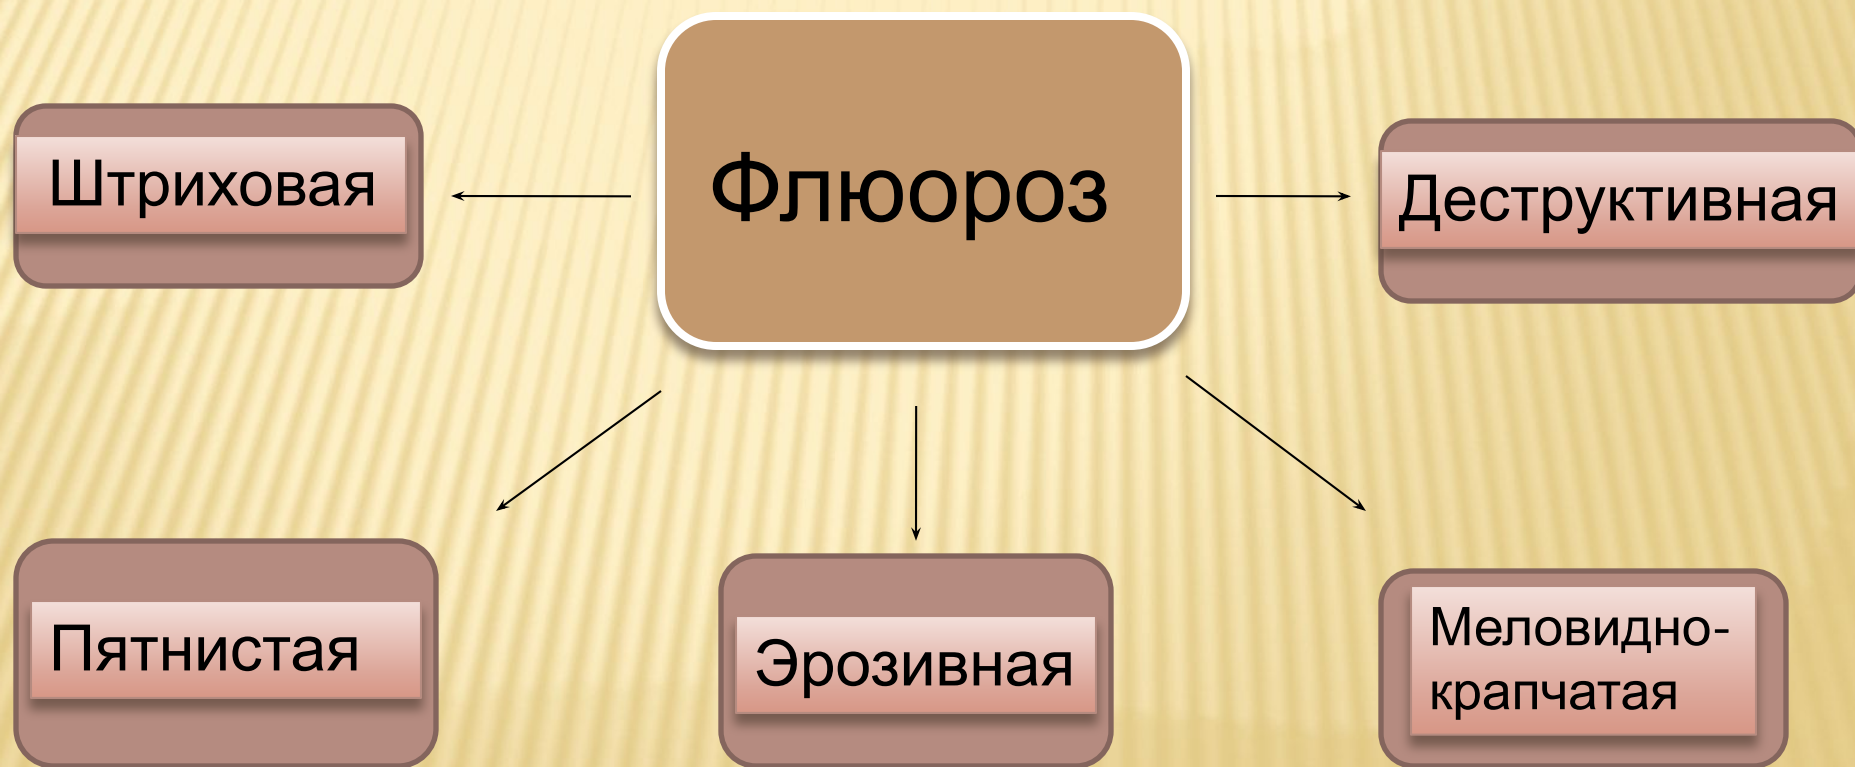 Флюороз
Штриховая
Деструктивная
Пятнистая
Эрозивная
Меловидно-
крапчатая